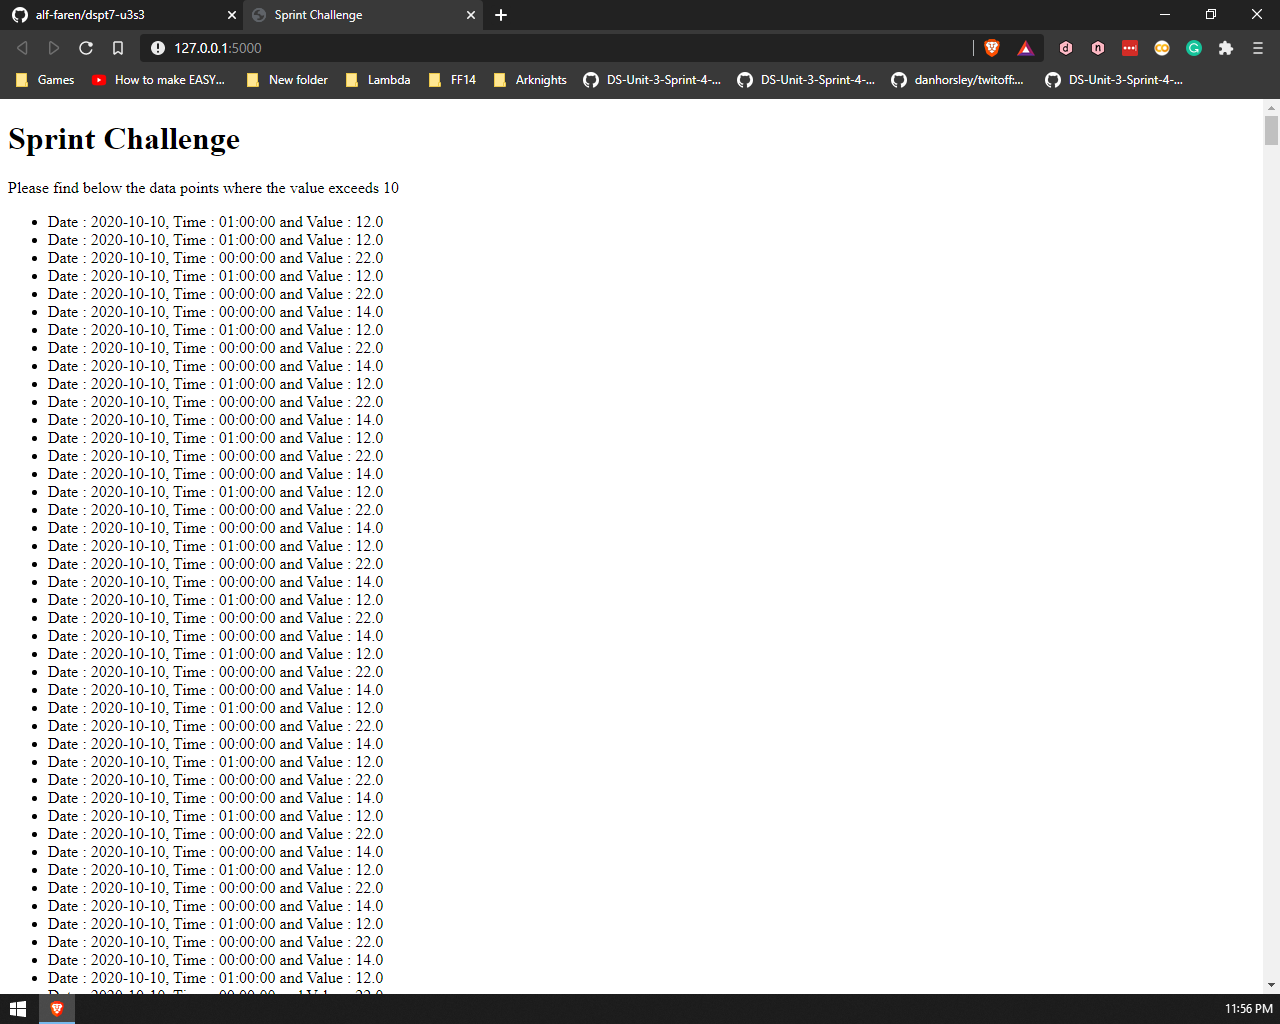 alf-faren/dspt7-u3s3
Sprint Challenge
127.0.0.1:5000
Games How to make EASY... New folder Lambda FF14 Arknights DS-Unit-3-Sprint-4-... DS-Unit-3-Sprint-4-... danhorsley/twitoff:... DS-Unit-3-Sprint-4-...
Sprint Challenge
Please find below the data points where the value exceeds 10
Date : 2020-10-10, Time : 01:00:00 and Value : 12.0
Date : 2020-10-10, Time : 01:00:00 and Value : 12.0
Date : 2020-10-10, Time : 00:00:00 and Value : 22.0
Date : 2020-10-10, Time : 01:00:00 and Value : 12.0
Date : 2020-10-10, Time : 00:00:00 and Value : 22.0
Date : 2020-10-10, Time : 00:00:00 and Value : 14.0
Date : 2020-10-10, Time : 01:00:00 and Value : 12.0
Date : 2020-10-10, Time : 00:00:00 and Value : 22.0
Date : 2020-10-10, Time : 00:00:00 and Value : 14.0
Date : 2020-10-10, Time : 01:00:00 and Value : 12.0
Date : 2020-10-10, Time : 00:00:00 and Value : 22.0
Date : 2020-10-10, Time : 00:00:00 and Value : 14.0
Date : 2020-10-10, Time : 01:00:00 and Value : 12.0
Date : 2020-10-10, Time : 00:00:00 and Value : 22.0
Date : 2020-10-10, Time : 00:00:00 and Value : 14.0
Date : 2020-10-10, Time : 01:00:00 and Value : 12.0
Date : 2020-10-10, Time : 00:00:00 and Value : 22.0
Date : 2020-10-10, Time : 00:00:00 and Value : 14.0
Date : 2020-10-10, Time : 01:00:00 and Value : 12.0
Date : 2020-10-10, Time : 00:00:00 and Value : 22.0
Date : 2020-10-10, Time : 00:00:00 and Value : 14.0
Date : 2020-10-10, Time : 01:00:00 and Value : 12.0
Date : 2020-10-10, Time : 00:00:00 and Value : 22.0
Date : 2020-10-10, Time : 00:00:00 and Value : 14.0
Date : 2020-10-10, Time : 01:00:00 and Value : 12.0
Date : 2020-10-10, Time : 00:00:00 and Value : 22.0
Date : 2020-10-10, Time : 00:00:00 and Value : 14.0
Date : 2020-10-10, Time : 01:00:00 and Value : 12.0
Date : 2020-10-10, Time : 00:00:00 and Value : 22.0
Date : 2020-10-10, Time : 00:00:00 and Value : 14.0
Date : 2020-10-10, Time : 01:00:00 and Value : 12.0
Date : 2020-10-10, Time : 00:00:00 and Value : 22.0
Date : 2020-10-10, Time : 00:00:00 and Value : 14.0
Date : 2020-10-10, Time : 01:00:00 and Value : 12.0
Date : 2020-10-10, Time : 00:00:00 and Value : 22.0
Date : 2020-10-10, Time : 00:00:00 and Value : 14.0
Date : 2020-10-10, Time : 01:00:00 and Value : 12.0
Date : 2020-10-10, Time : 00:00:00 and Value : 22.0
Date : 2020-10-10, Time : 00:00:00 and Value : 14.0
Date : 2020-10-10, Time : 01:00:00 and Value : 12.0
Date : 2020-10-10, Time : 00:00:00 and Value : 22.0
Date : 2020-10-10, Time : 00:00:00 and Value : 14.0
Date : 2020-10-10, Time : 01:00:00 and Value : 12.0
11:56 PM